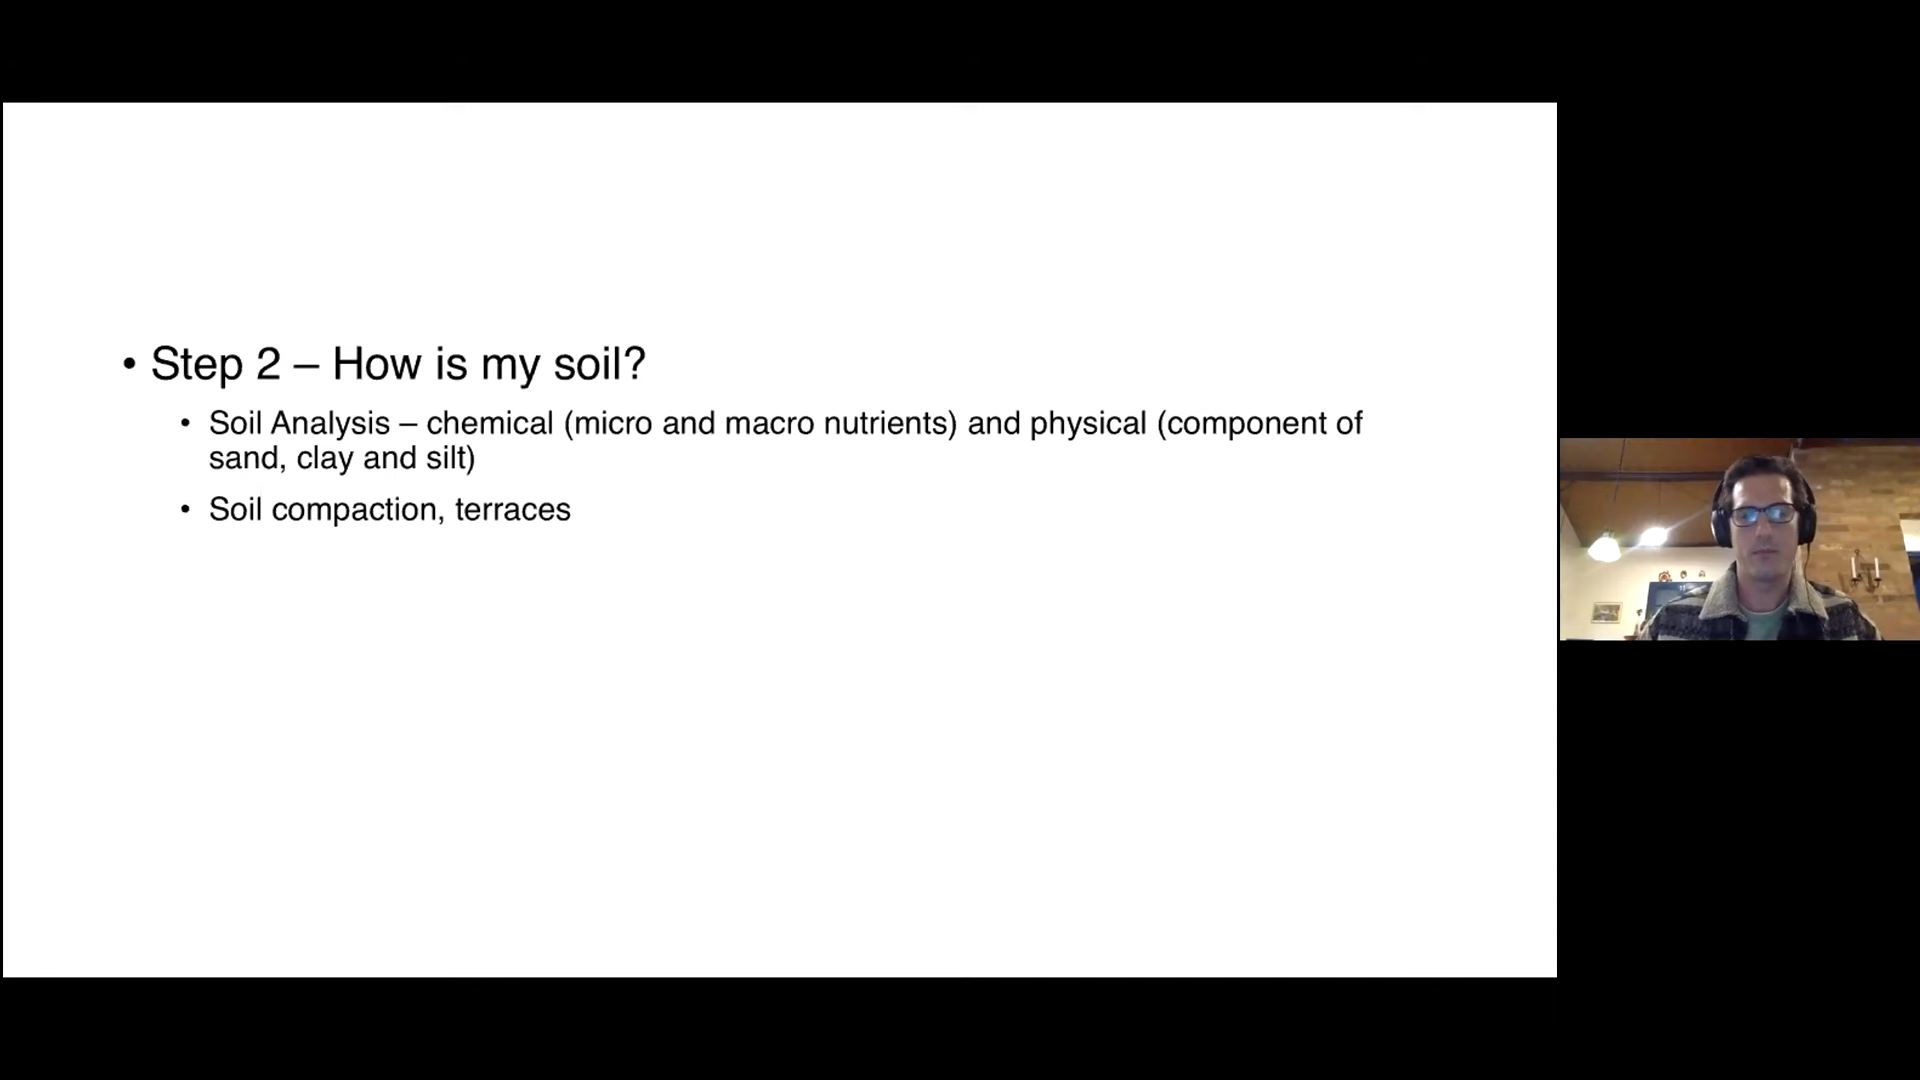 • Step 2 – How is my soil?
• Soil Analysis – chemical (micro and macro nutrients) and physical (component of
sand, clay and silt)
• Soil compaction, terraces